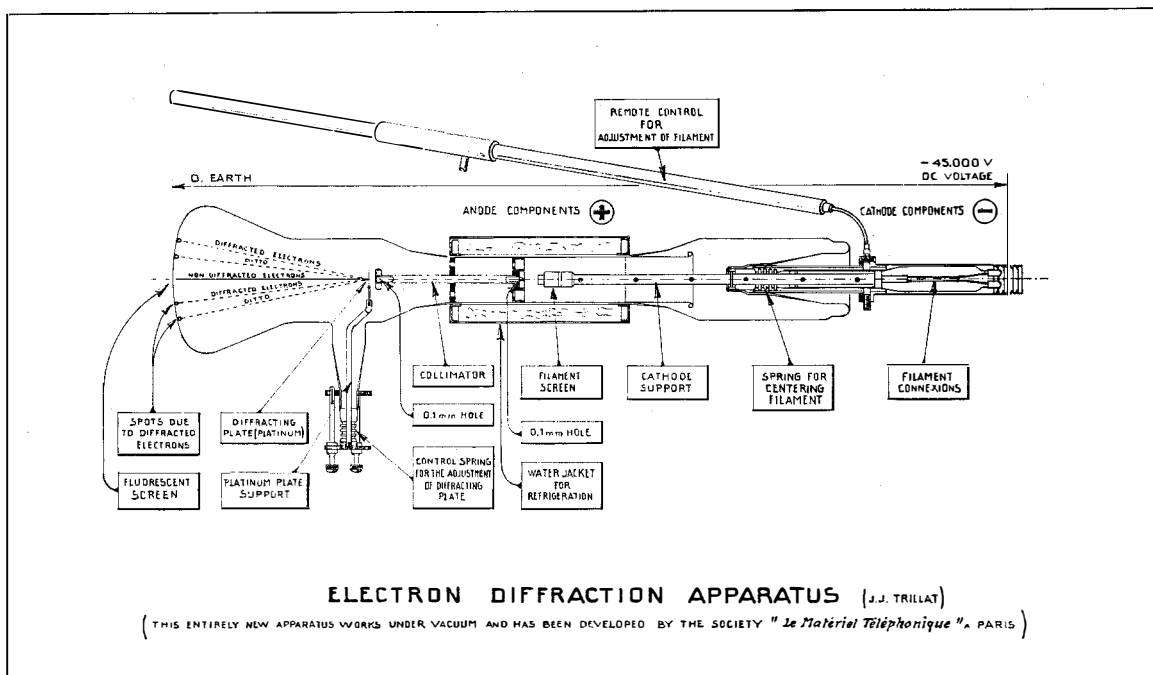 REMOTE CONTROL
FOR
ADJUSTMENT OF FILAMENT
O. EARTH
- 45.000 V
DC VOLTAGE
ANODE COMPONENTS +
CATHODE COMPONENTS -
DIFFRACTED ELECTRONS
DITTO
NON DIFFRACTED ELECTRONS
DIFFRACTED ELECTRONS
DITTO
COLLIMATOR
FILAMENT
SCREEN
CATHODE
SUPPORT
SPRING FOR
CENTERING
FILAMENT
FILAMENT
CONNEXIONS
SPOTS DUE
TO DIFFRACTED
ELECTRONS
DIFFRACTING
PLATE (PLATINUM)
0.1 mm HOLE
0.1 mm HOLE
FLUORESCENT
SCREEN
PLATINUM PLATE
SUPPORT
CONTROL SPRING
FOR THE ADJUSTMENT
OF DIFFRACTING
PLATE
WATER JACKET
FOR
REFRIGERATION
ELECTRON DIFFRACTION APPARATUS (J.J. TRILLAT)
(THIS ENTIRELY NEW APPARATUS WORKS UNDER VACUUM AND HAS BEEN DEVELOPED BY THE SOCIETY "Le Matériel Téléphonique" A PARIS)